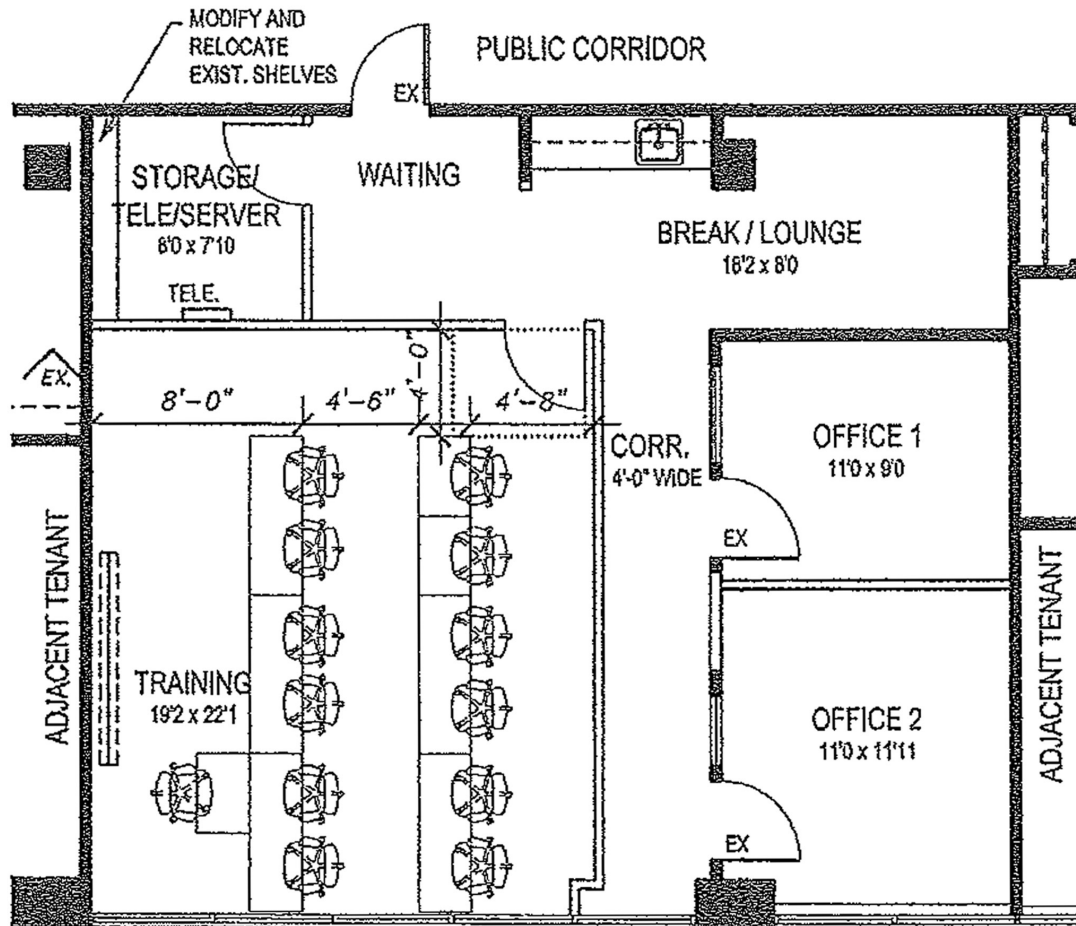 MODIFY AND
RELOCATE
EXIST. SHELVES
PUBLIC CORRIDOR
EX
STORAGE/
TELE/SERVER
8'0 x 7'10
TELE.
WAITING
BREAK / LOUNGE
18'2 x 8'0
EX.
8'-0"
4'-6"
4'-0"
4'-8"
CORR.
4'-0" WIDE
OFFICE 1
11'0 x 9'0
EX
ADJACENT TENANT
TRAINING
19'2 x 22'1
OFFICE 2
11'0 x 11'11
EX
ADJACENT TENANT